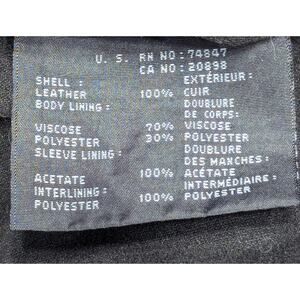 U. S. RN NO: 74847
CA NO: 20898
SHELL : EXTÉRIEUR:
LEATHER 100% CUIR
BODY LINING: DOUBLURE
DE CORPS:
VISCOSE 70% VISCOSE
POLYESTER 30% POLYESTER
SLEEVE LINING: DOUBLURE
DES MANCHES:
ACETATE 100% ACÉTATE
INTERLINING: INTERMÉDIAIRE:
POLYESTER 100% POLYESTER